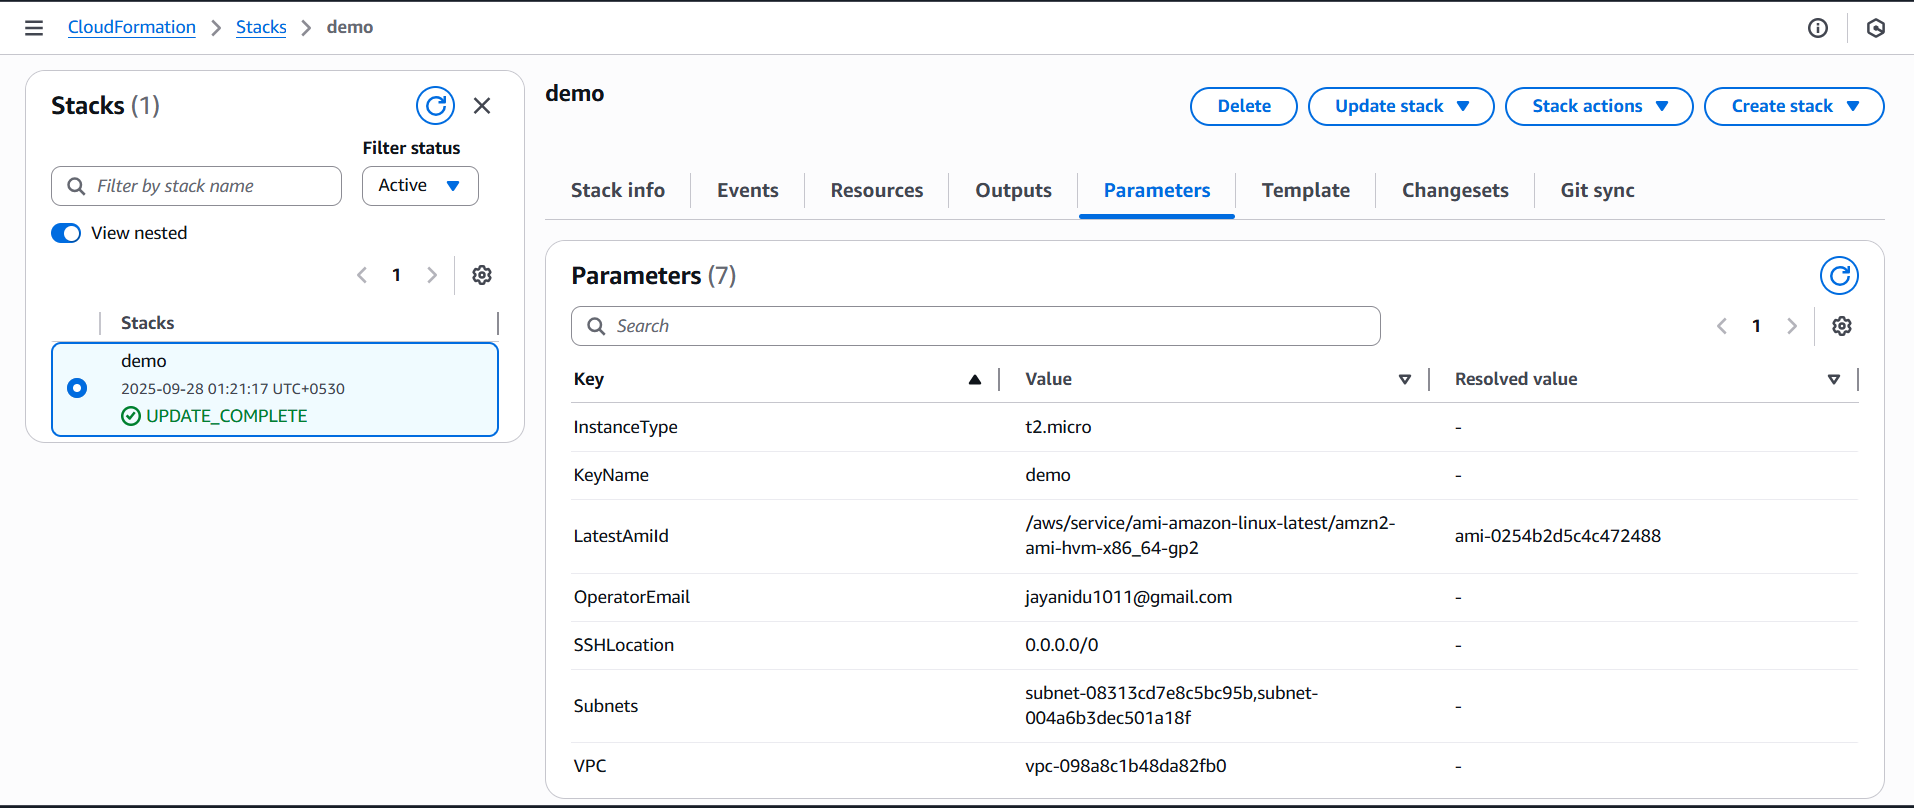 CloudFormation > Stacks > demo
Stacks (1)
Filter status
Filter by stack name
Active
View nested
1
Stacks
demo
2025-09-28 01:21:17 UTC+0530
UPDATE_COMPLETE
demo
Delete
Update stack
Stack actions
Create stack
Stack info
Events
Resources
Outputs
Parameters
Template
Changesets
Git sync
Parameters (7)
Search
1
Key Value Resolved value
InstanceType t2.micro -
KeyName demo -
LatestAmiId /aws/service/ami-amazon-linux-latest/amzn2-
ami-hvm-x86_64-gp2 ami-0254b2d5c4c472488
OperatorEmail jayanidu1011@gmail.com -
SSHLocation 0.0.0.0/0 -
Subnets subnet-08313cd7e8c5bc95b,subnet-
004a6b3dec501a18f -
VPC vpc-098a8c1b48da82fb0 -